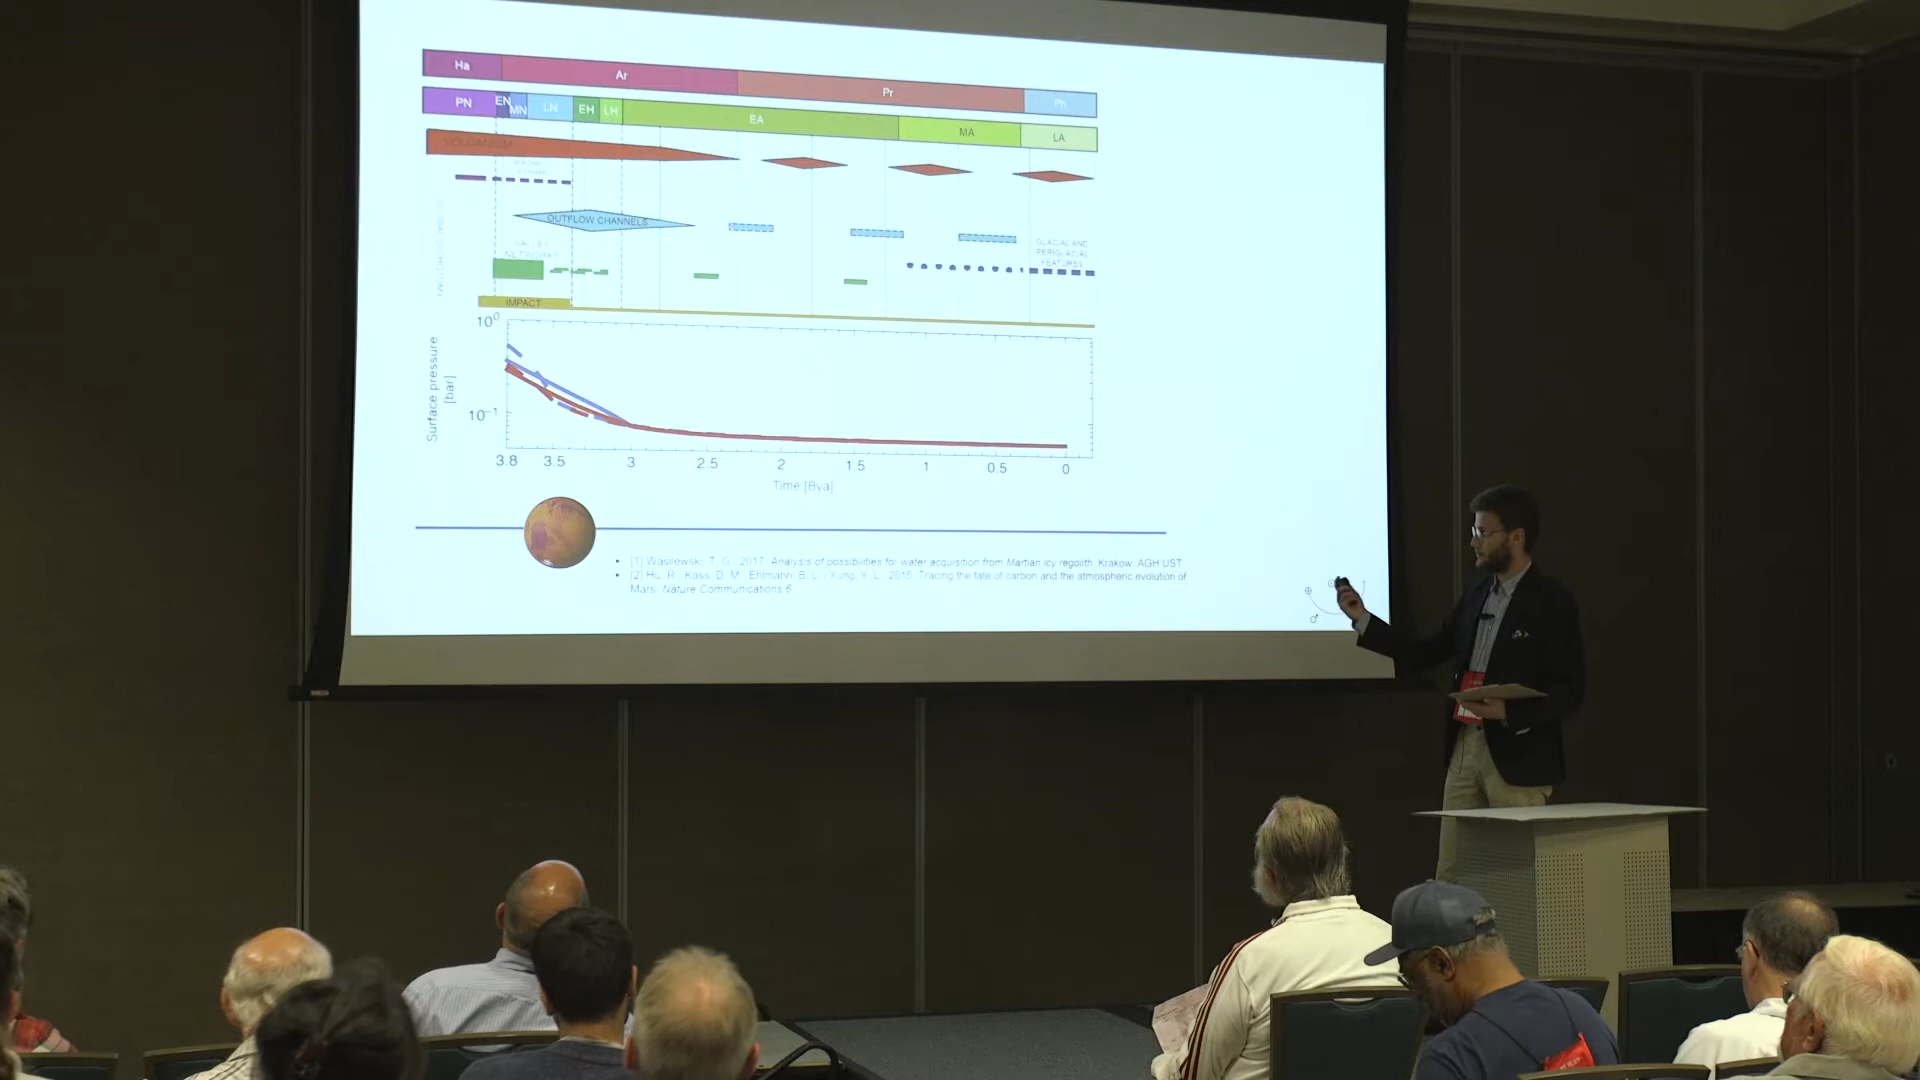 Ha Ar Pr Ph
PN EN MN LN EH LH EA MA LA
VOLCANISM
OUTFLOW CHANNELS
VALLEY
NETWORKS
GLACIAL AND
PERIGLACIAL
FEATURES
IMPACT
10⁰
10⁻¹
Surface pressure
[bar]
3.8 3.5 3 2.5 2 1.5 1 0.5 0
Time [Bya]
• [1] Wasilewski, T. G., 2017. Analysis of possibilities for water acquisition from Martian icy regolith. Krakow: AGH UST
• [2] Hu, R., Kass, D. M., Ehlmann, B. L., Yung, Y. L., 2015. Tracing the fate of carbon and the atmospheric evolution of
Mars. Nature Communications 6